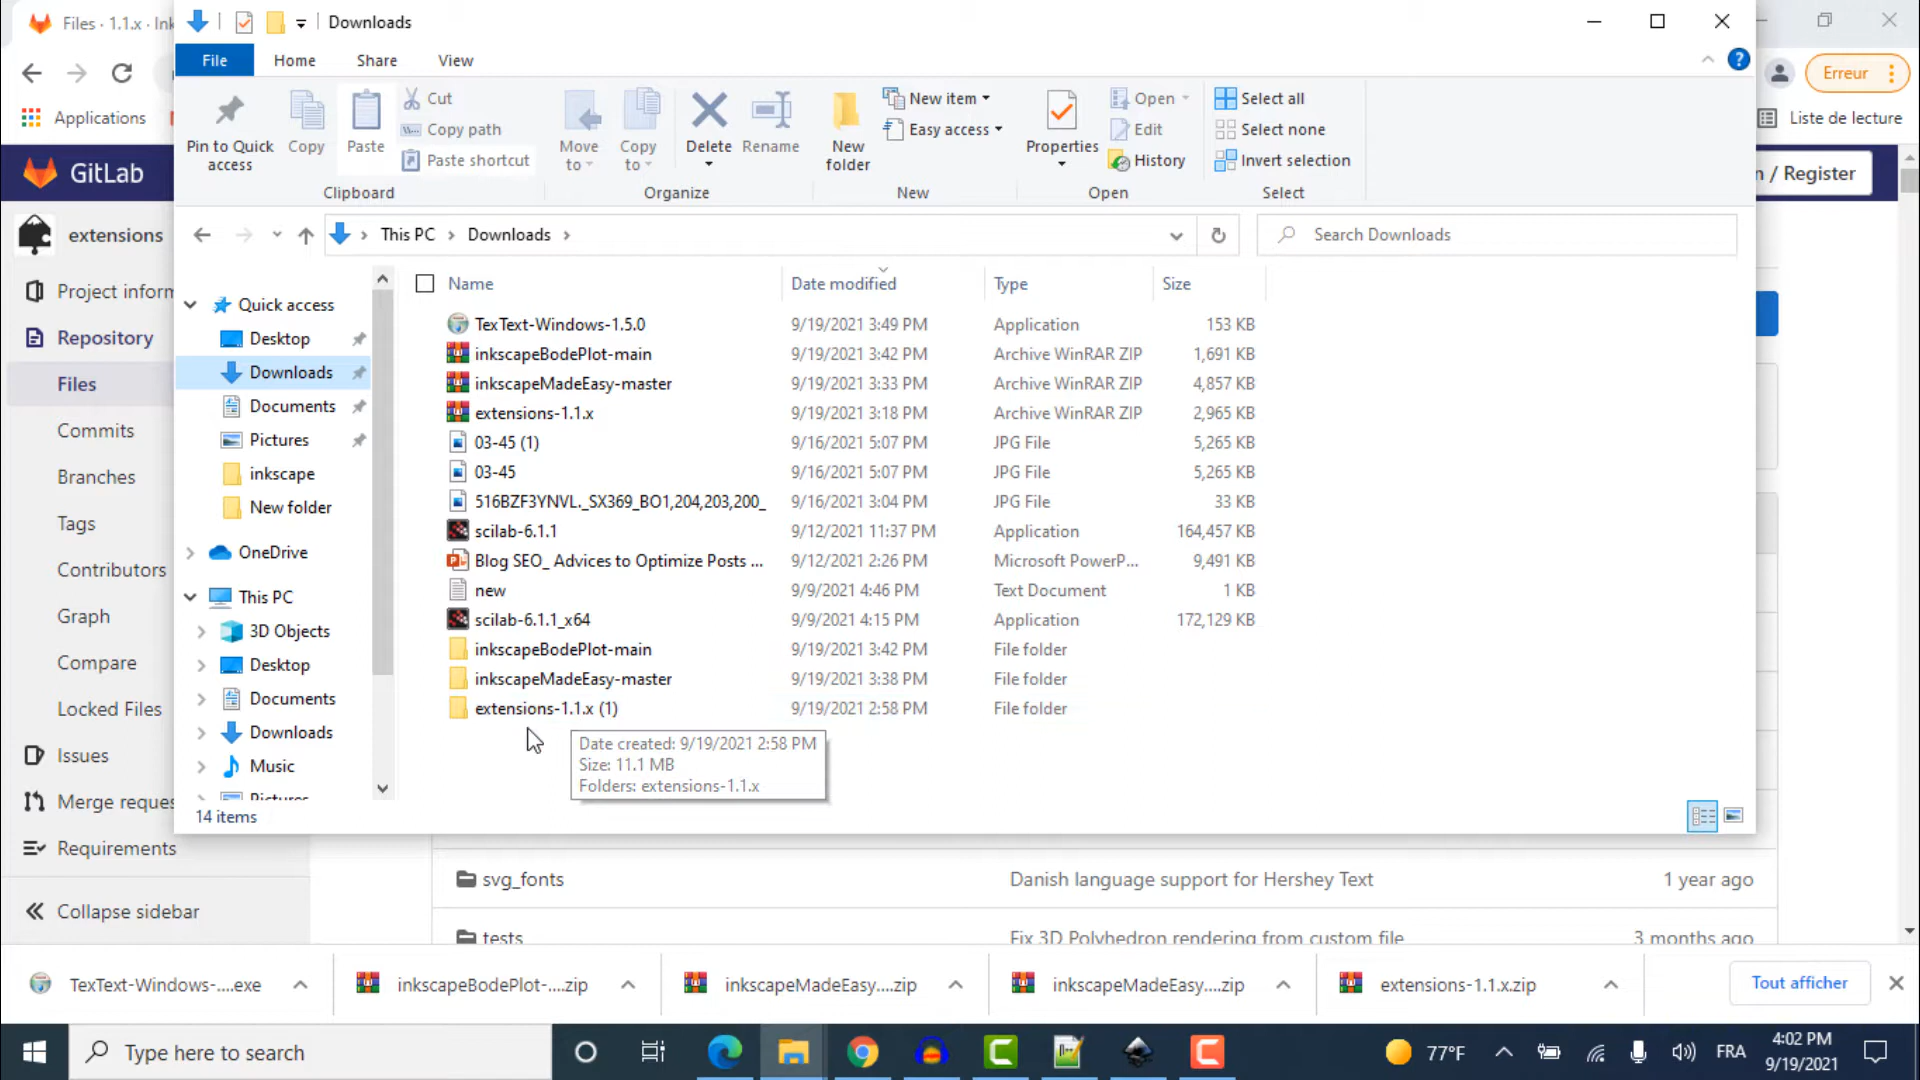 Files · 1.1.x · Ink
Downloads
File Home Share View
Erreur
Applications
Liste de lecture
Pin to Quick access
Copy
Paste
Cut
Copy path
Paste shortcut
Clipboard
Move to
Copy to
Delete
Rename
Organize
New folder
New item
Easy access
New
Properties
Open
Edit
History
Open
Select all
Select none
Invert selection
Select
GitLab
n / Register
This PC > Downloads >
Search Downloads
extensions
Project inform
Repository
Files
Commits
Branches
Tags
Contributors
Graph
Compare
Locked Files
Issues
Merge reques
Requirements
Collapse sidebar
Quick access
Desktop
Downloads
Documents
Pictures
inkscape
New folder
OneDrive
This PC
3D Objects
Desktop
Documents
Downloads
Music
Pictures
Name Date modified Type Size
TexText-Windows-1.5.0 9/19/2021 3:49 PM Application 153 KB
inkscapeBodePlot-main 9/19/2021 3:42 PM Archive WinRAR ZIP 1,691 KB
inkscapeMadeEasy-master 9/19/2021 3:33 PM Archive WinRAR ZIP 4,857 KB
extensions-1.1.x 9/19/2021 3:18 PM Archive WinRAR ZIP 2,965 KB
03-45 (1) 9/16/2021 5:07 PM JPG File 5,265 KB
03-45 9/16/2021 5:07 PM JPG File 5,265 KB
516BZF3YNVL._SX369_BO1,204,203,200_ 9/16/2021 3:04 PM JPG File 33 KB
scilab-6.1.1 9/12/2021 11:37 PM Application 164,457 KB
Blog SEO_ Advices to Optimize Posts ... 9/12/2021 2:26 PM Microsoft PowerP... 9,491 KB
new 9/9/2021 4:46 PM Text Document 1 KB
scilab-6.1.1_x64 9/9/2021 4:15 PM Application 172,129 KB
inkscapeBodePlot-main 9/19/2021 3:42 PM File folder
inkscapeMadeEasy-master 9/19/2021 3:38 PM File folder
extensions-1.1.x (1) 9/19/2021 2:58 PM File folder
Date created: 9/19/2021 2:58 PM
Size: 11.1 MB
Folders: extensions-1.1.x
14 items
svg_fonts Danish language support for Hershey Text 1 year ago
tests Fix 3D Polyhedron rendering from custom file 3 months ago
TexText-Windows-....exe
inkscapeBodePlot-....zip
inkscapeMadeEasy....zip
inkscapeMadeEasy....zip
extensions-1.1.x.zip
Tout afficher
Type here to search
77°F
FRA
4:02 PM
9/19/2021